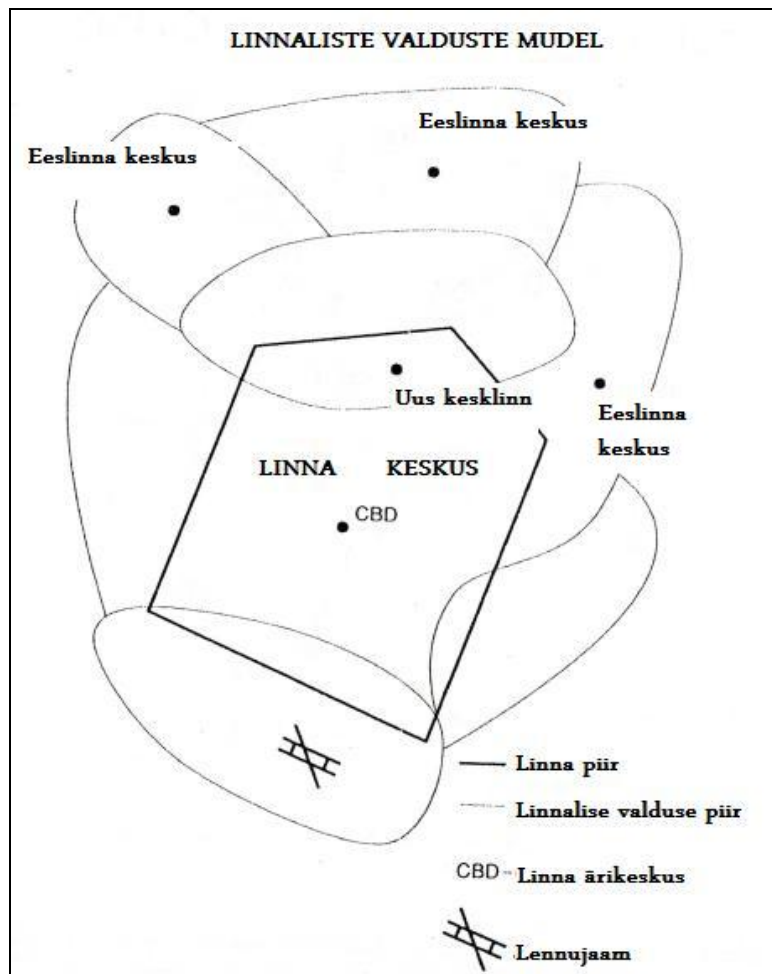 LINNALISTE VALDUSTE MUDEL
Eeslinna keskus
Eeslinna keskus
Uus kesklinn
Eeslinna
keskus
LINNA KESKUS
CBD
Linna piir
Linnalise valduse piir
CBD - Linna ärikeskus
Lennujaam